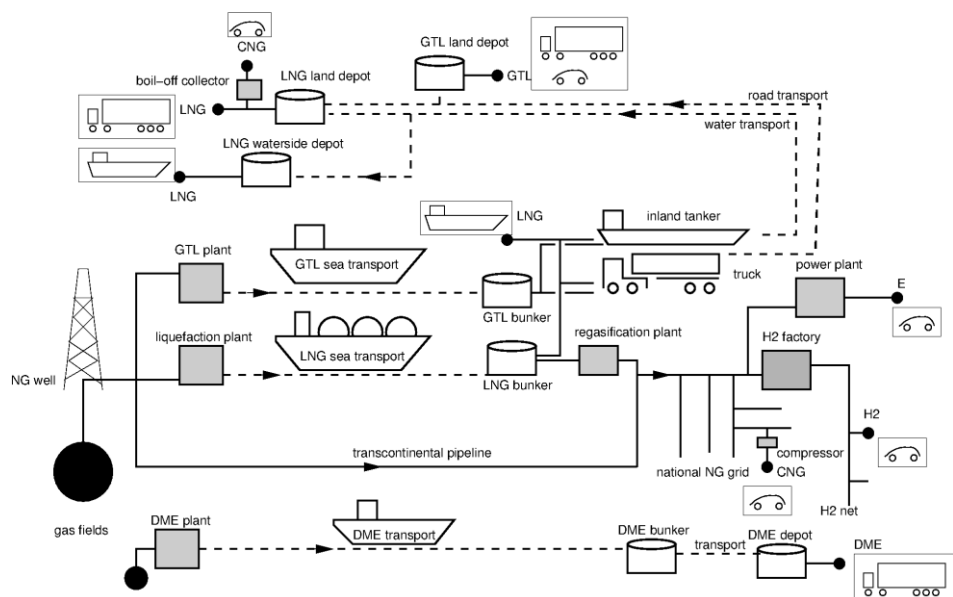 CNG
GTL land depot
boil-off collector
LNG land depot
GTL
LNG
road transport
water transport
LNG waterside depot
LNG
LNG
inland tanker
GTL plant
GTL sea transport
truck
power plant
E
GTL bunker
liquefaction plant
LNG sea transport
regasification plant
H2 factory
NG well
LNG bunker
H2
transcontinental pipeline
compressor
national NG grid
CNG
H2 net
gas fields
DME plant
DME transport
DME bunker
transport
DME depot
DME